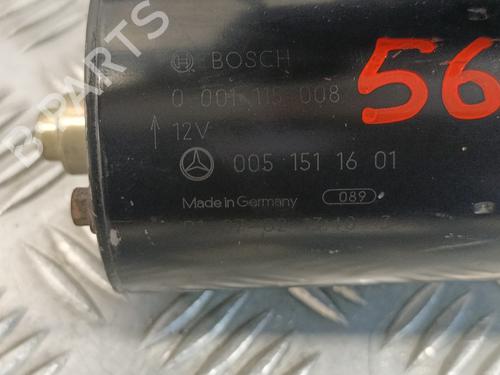 BOSCH
0 001 115 008
56
12V
005 151 16 01
Made in Germany
089
B PARTS